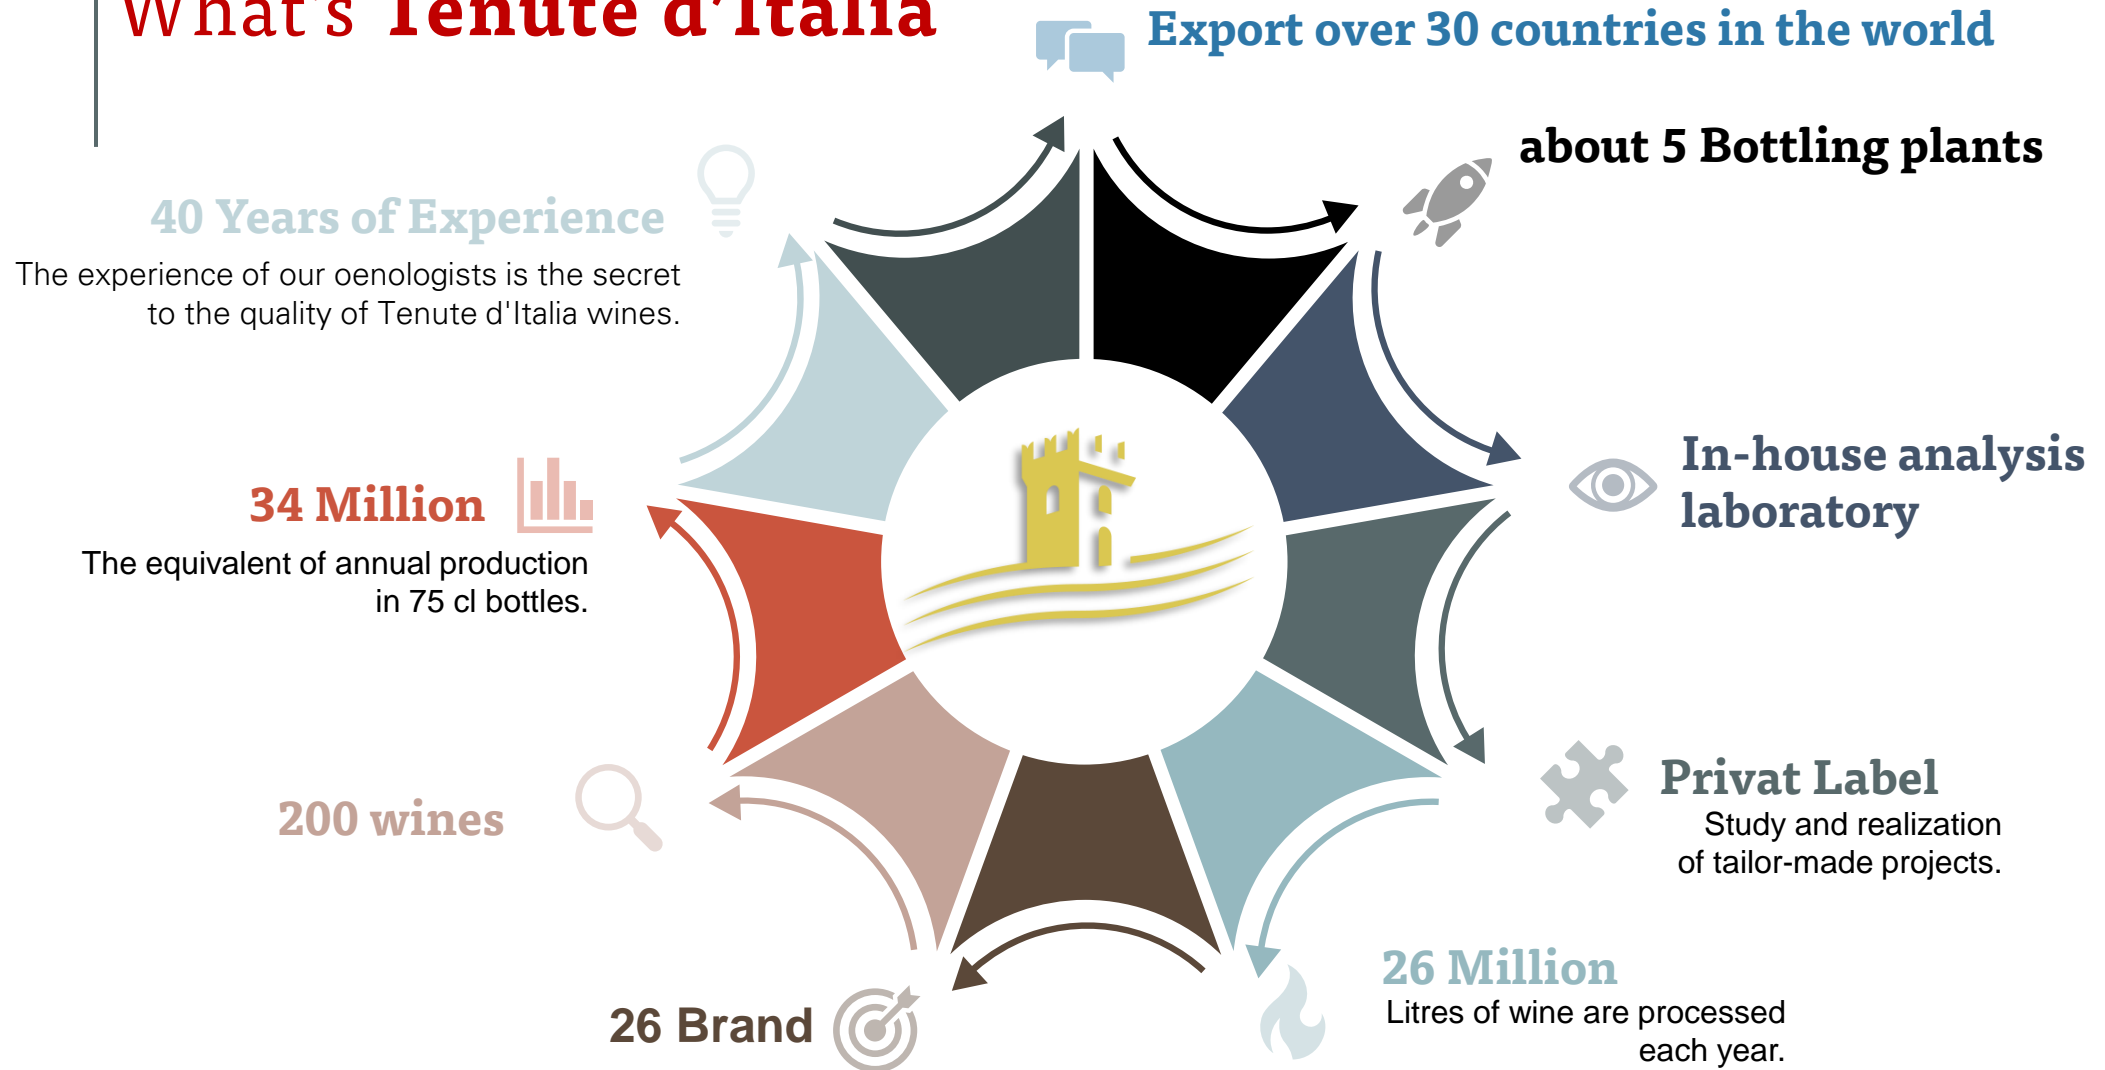 What's Tenute d'Italia
Export over 30 countries in the world
about 5 Bottling plants
40 Years of Experience
The experience of our oenologists is the secret
to the quality of Tenute d'Italia wines.
In-house analysis
laboratory
34 Million
The equivalent of annual production
in 75 cl bottles.
Privat Label
Study and realization
of tailor-made projects.
200 wines
26 Million
Litres of wine are processed
each year.
26 Brand